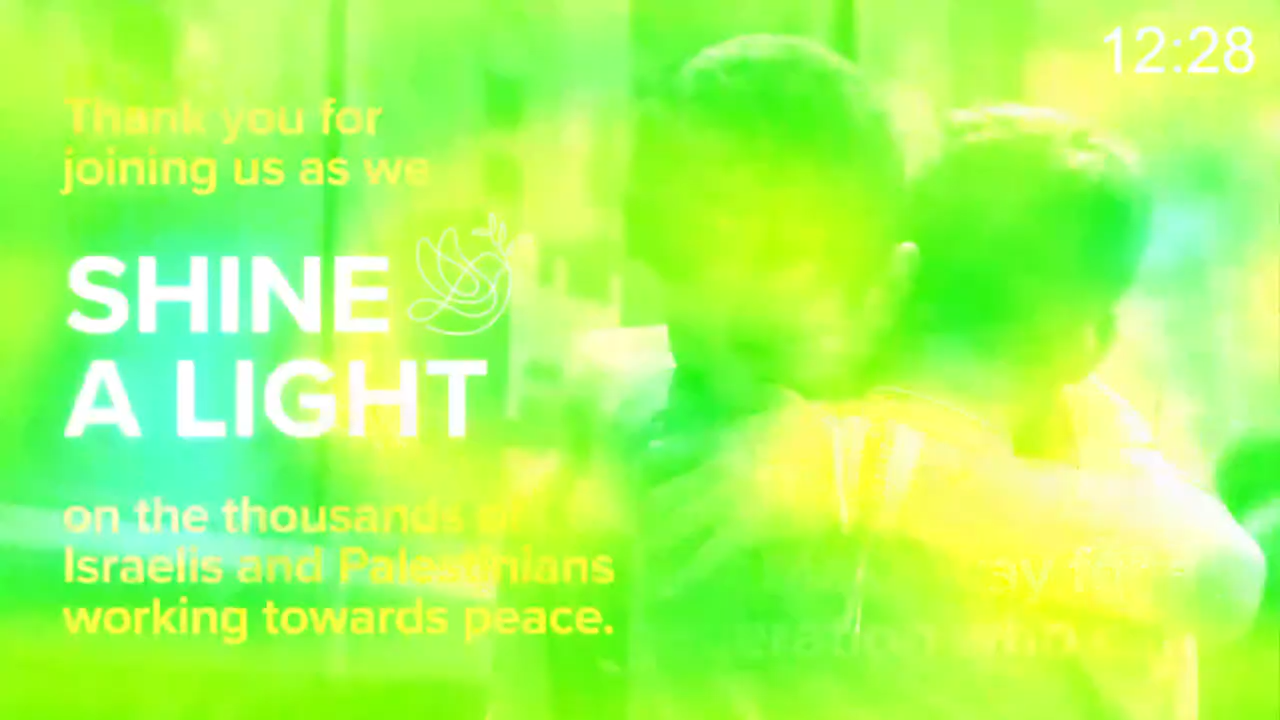 12:28
Thank you for
joining us as we
SHINE
A LIGHT
on the thousands of
Israelis and Palestinians
working towards peace.